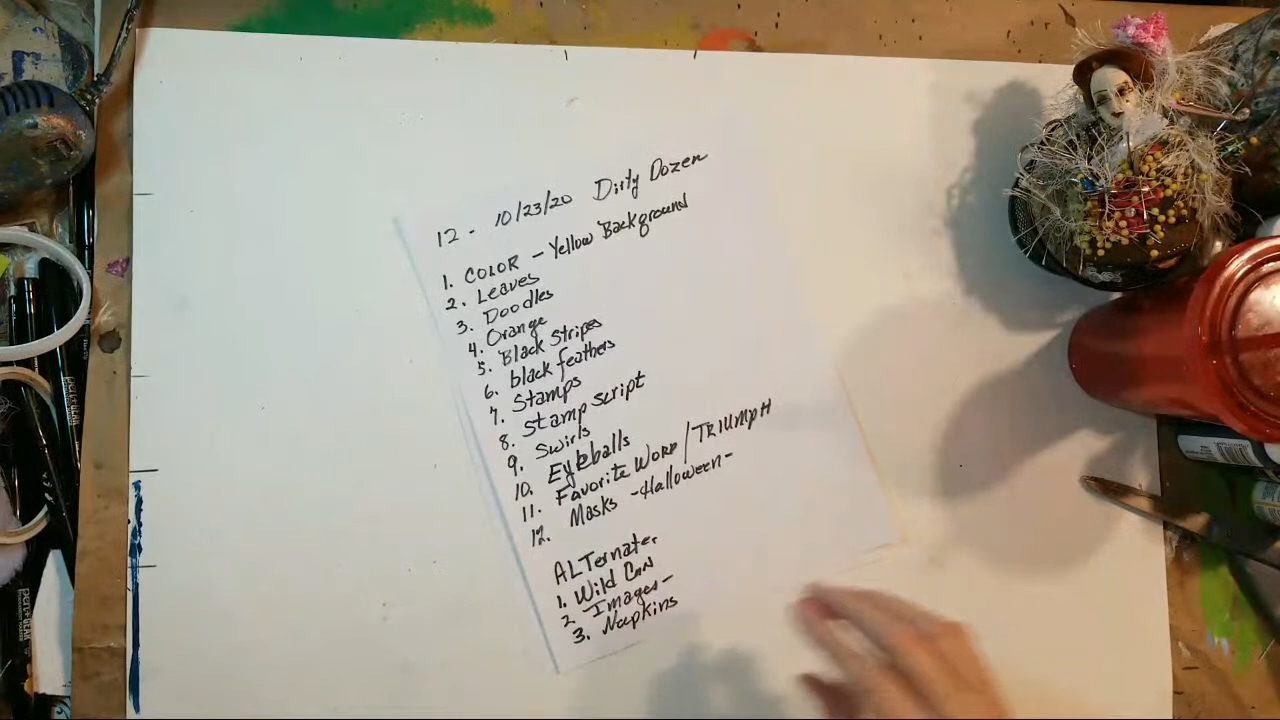 12 - 10/23/20 Dirty Dozen
1. COLOR - Yellow Background
2. Leaves
3. Doodles
4. Orange
5. Black Stripes
6. black feathers
7. Stamps
8. Stamp script
9. Swirls
10. Eyeballs
11. Favorite Word / TRIUMPH
12. Masks - Halloween -
ALTernates
1. Wild
2. Images -
3. Napkins